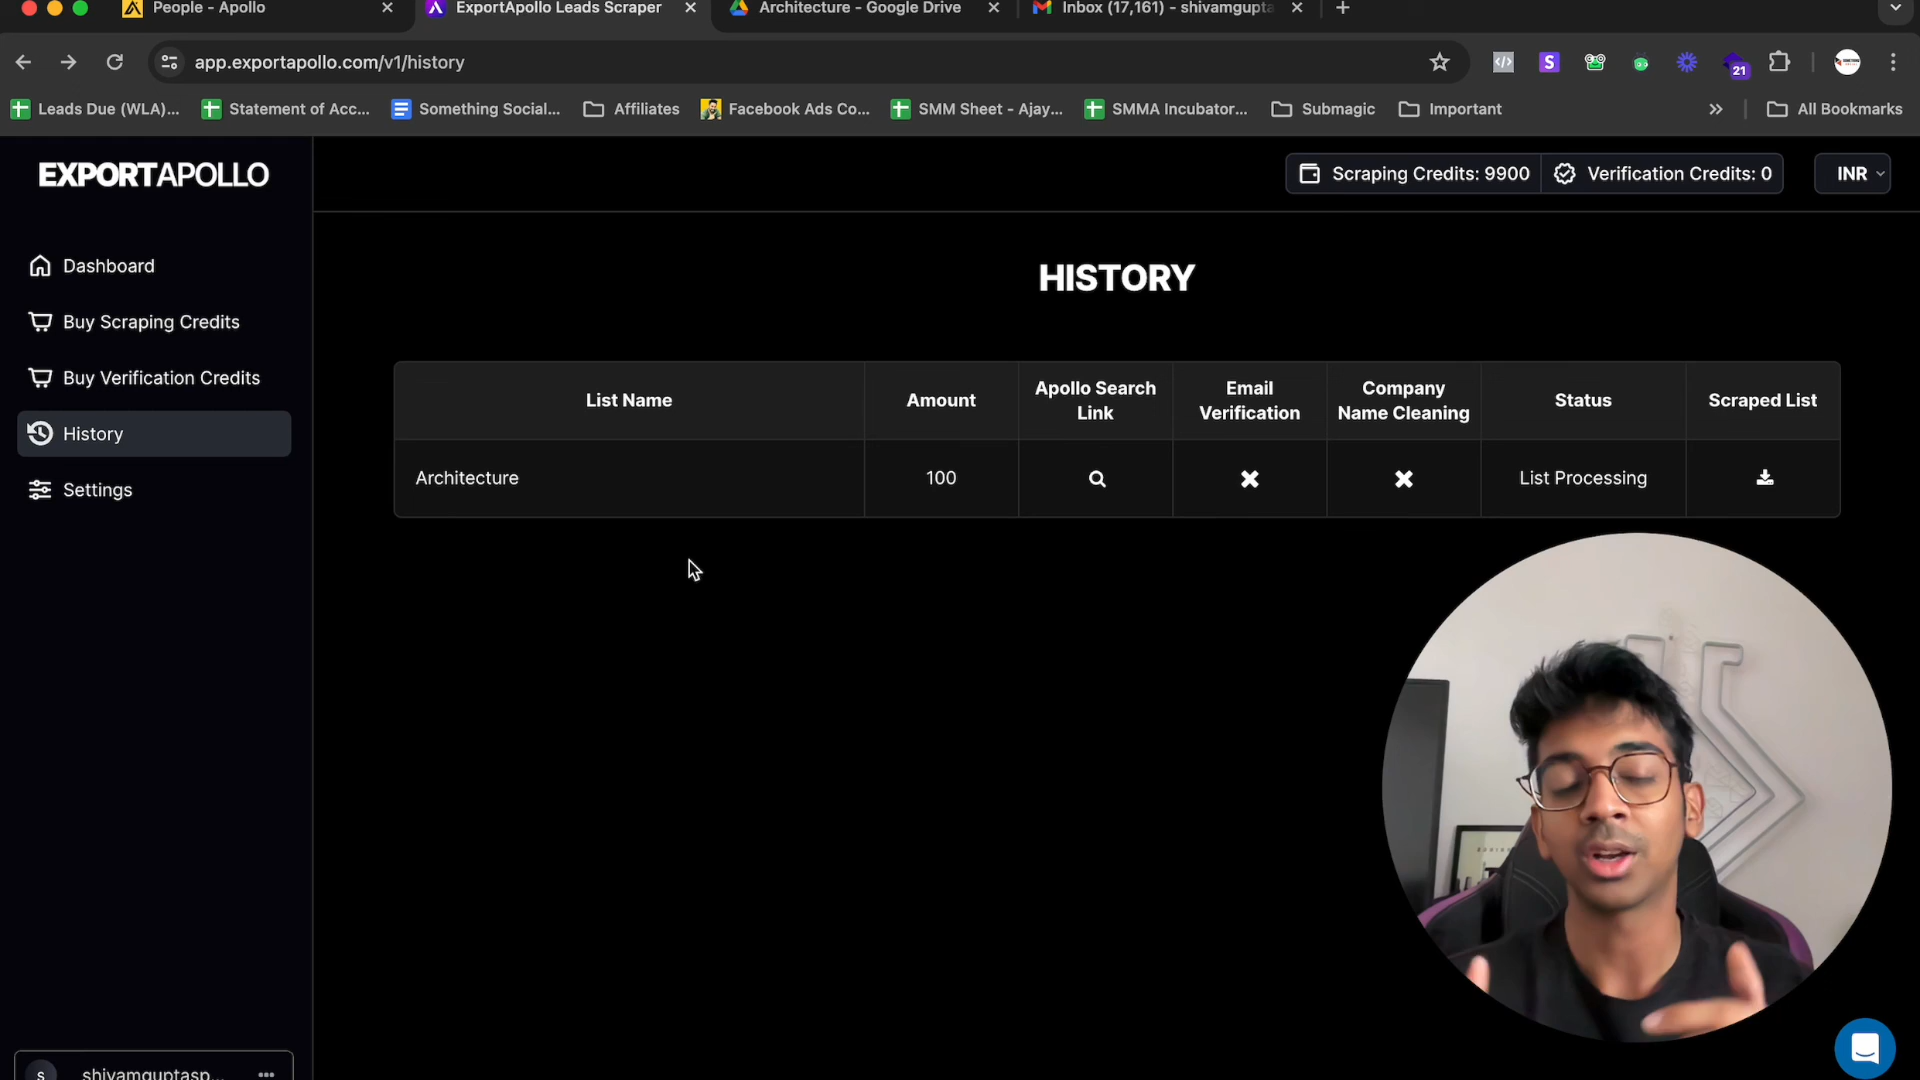 People - Apollo
ExportApollo Leads Scraper
Architecture - Google Drive
Inbox (17,161) - shivamgupta
app.exportapollo.com/v1/history
21
Leads Due (WLA)...
Statement of Acc...
Something Social...
Affiliates
Facebook Ads Co...
SMM Sheet - Ajay...
SMMA Incubator...
Submagic
Important
All Bookmarks
EXPORTAPOLLO
Scraping Credits: 9900
Verification Credits: 0
INR
Dashboard
Buy Scraping Credits
Buy Verification Credits
History
Settings
HISTORY
List Name
Amount
Apollo Search Link
Email Verification
Company Name Cleaning
Status
Scraped List
Architecture
100
List Processing
s
shivamguptasp...